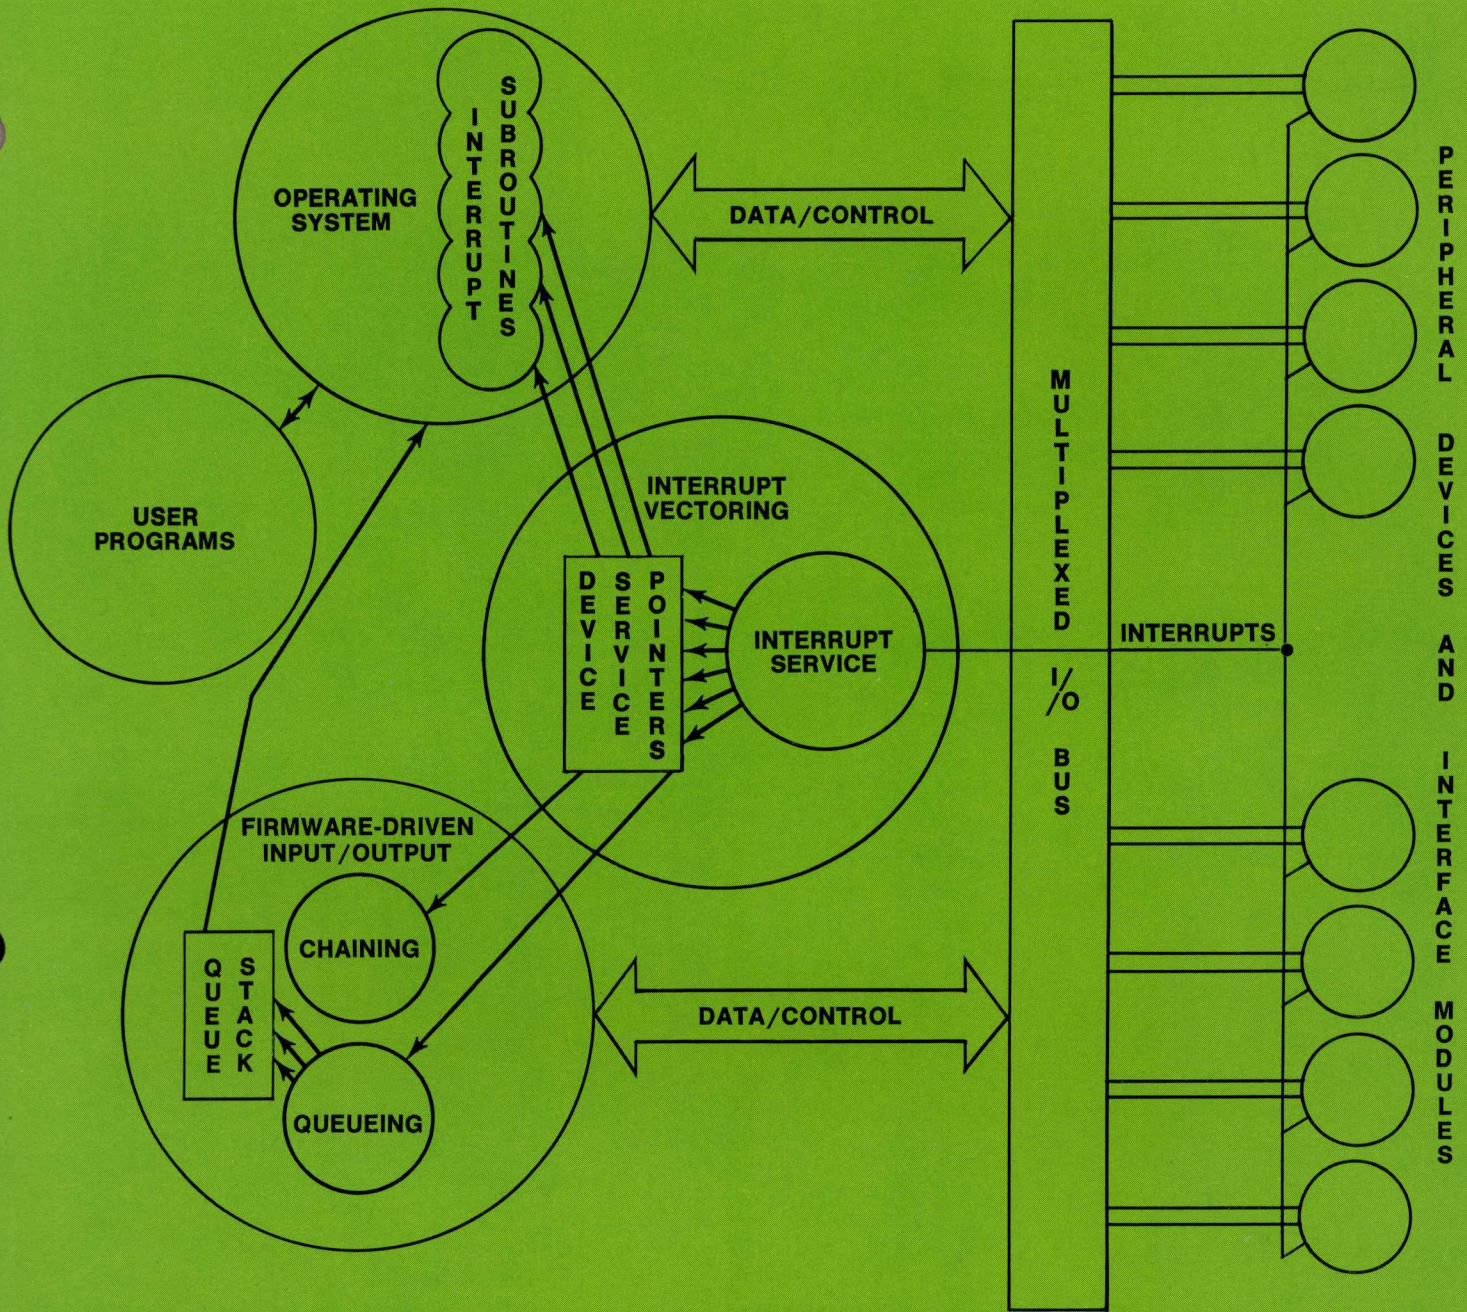 OPERATING
SYSTEM
INTERRUPT
SUBROUTINES
DATA/CONTROL
USER
PROGRAMS
INTERRUPT
VECTORING
DEVICE
SERVICE
POINTERS
INTERRUPT
SERVICE
MULTIPLEXED I/O BUS
INTERRUPTS
PERIPHERAL DEVICES AND INTERFACE MODULES
FIRMWARE-DRIVEN
INPUT/OUTPUT
CHAINING
QUEUE
STACK
QUEUEING
DATA/CONTROL